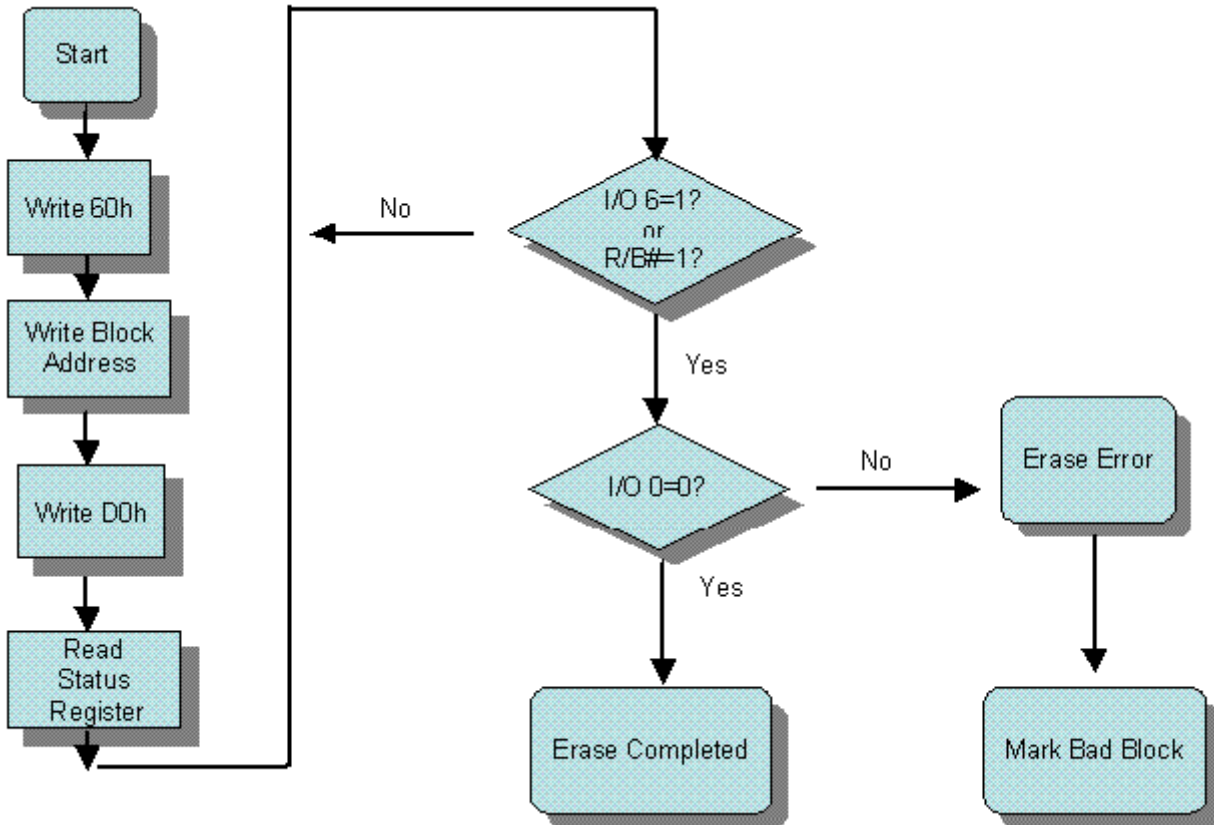 Start
Write 60h
Write Block
Address
Write D0h
Read
Status
Register
I/O 6=1?
or
R/B#=1?
No
Yes
I/O 0=0?
No
Yes
Erase Error
Erase Completed
Mark Bad Block